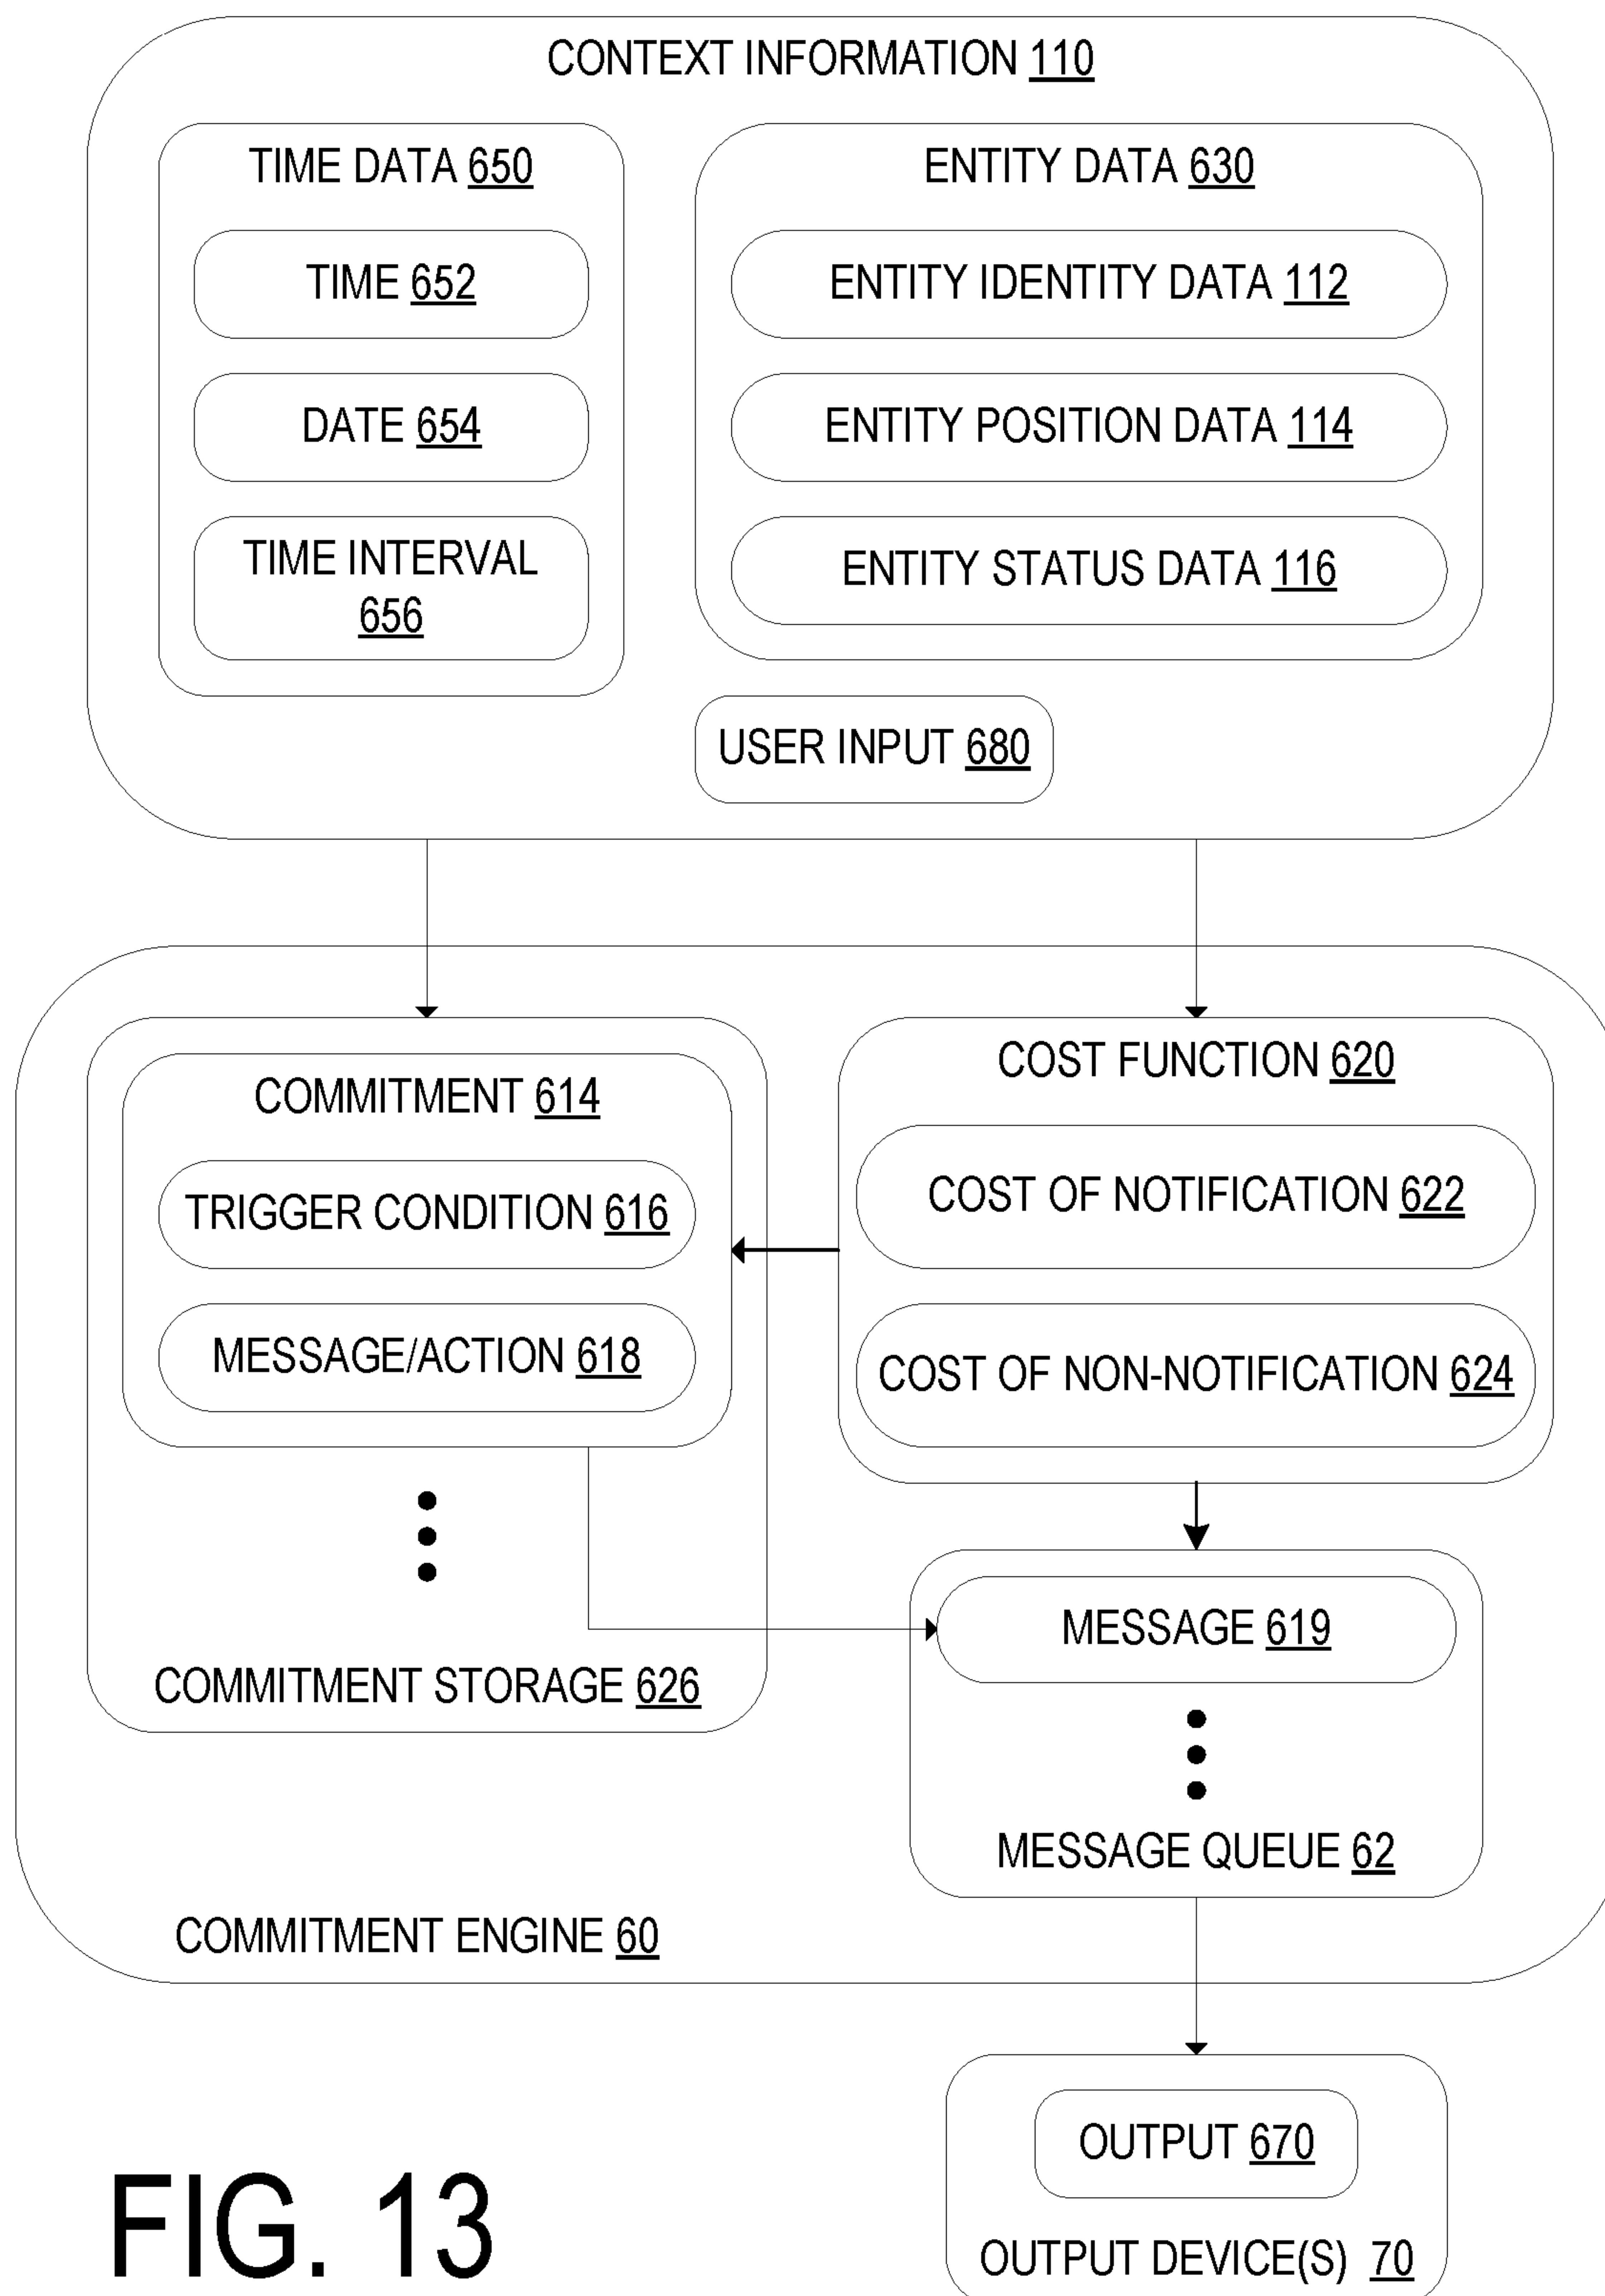 CONTEXT INFORMATION 110
TIME DATA 650
TIME 652
DATE 654
TIME INTERVAL
656
ENTITY DATA 630
ENTITY IDENTITY DATA 112
ENTITY POSITION DATA 114
ENTITY STATUS DATA 116
USER INPUT 680
COMMITMENT 614
TRIGGER CONDITION 616
MESSAGE/ACTION 618
COMMITMENT STORAGE 626
COST FUNCTION 620
COST OF NOTIFICATION 622
COST OF NON-NOTIFICATION 624
MESSAGE 619
MESSAGE QUEUE 62
COMMITMENT ENGINE 60
OUTPUT 670
OUTPUT DEVICE(S) 70
FIG. 13